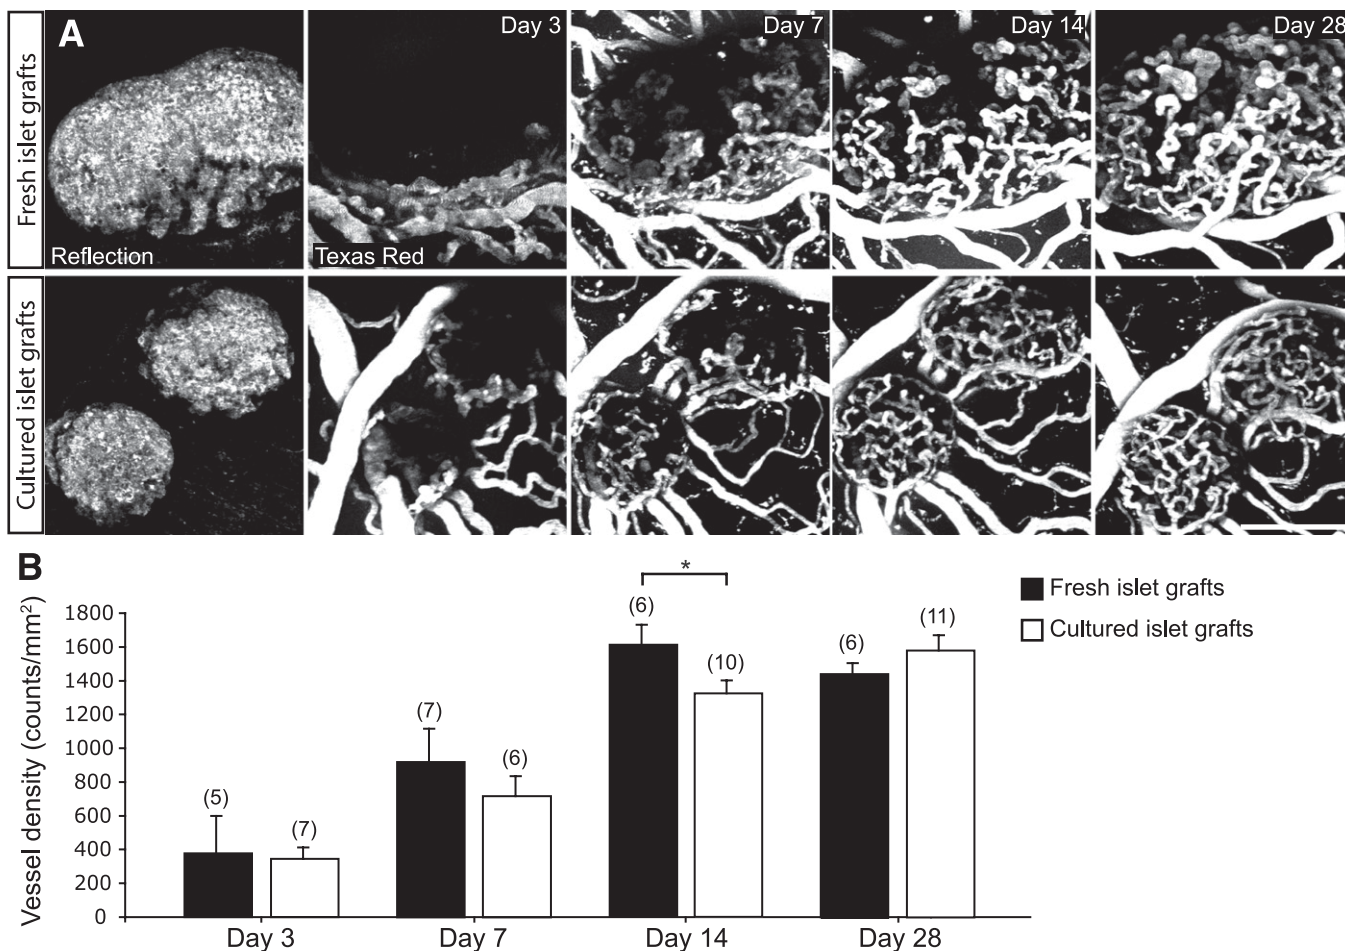 A
Fresh islet grafts
Reflection
Texas Red
Day 3
Day 7
Day 14
Day 28
Cultured islet grafts
B
Vessel density (counts/mm²)
1800
1600
1400
1200
1000
800
600
400
200
0
(5)
(7)
(7)
(6)
*
(6)
(10)
(6)
(11)
Fresh islet grafts
Cultured islet grafts
Day 3
Day 7
Day 14
Day 28